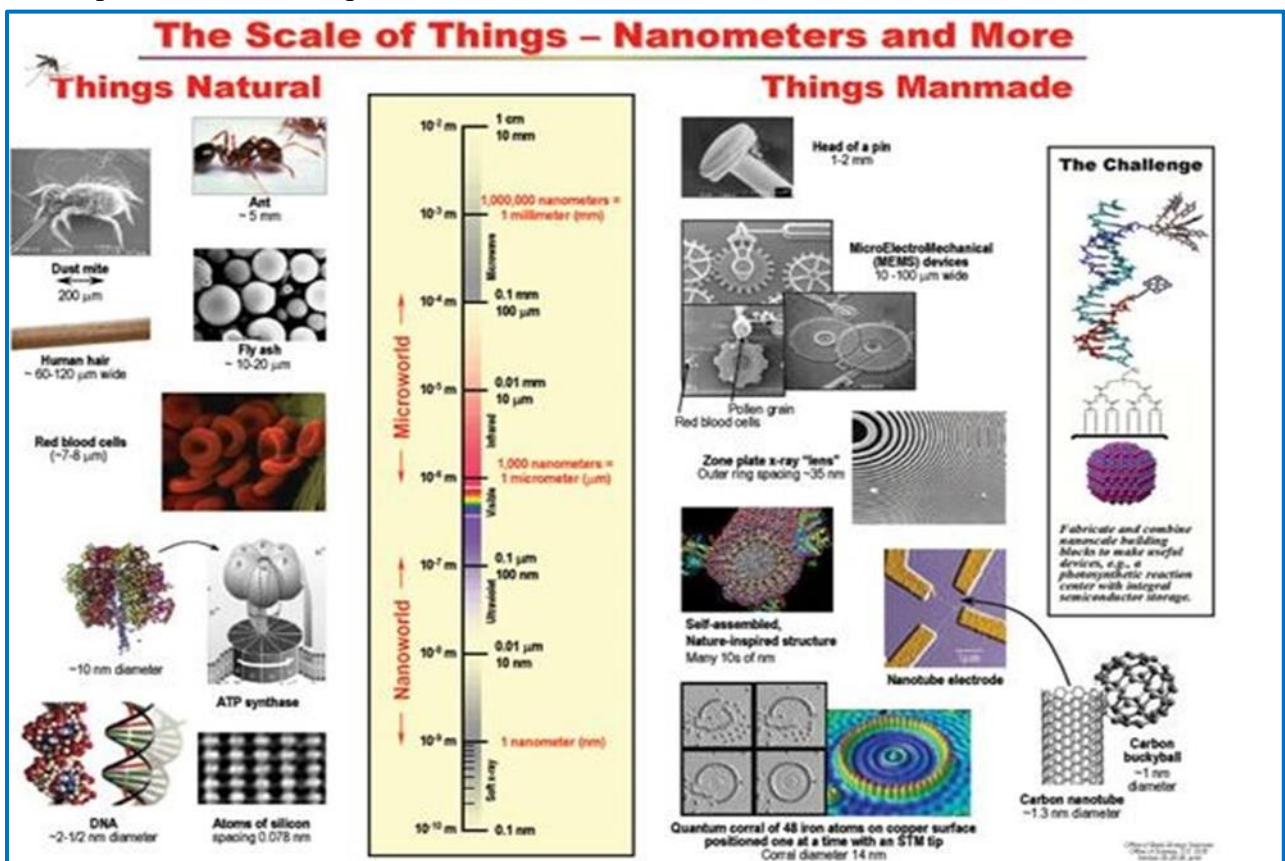 The Scale of Things – Nanometers and More
Things Natural
Things Manmade
Ant
~ 5 mm
Dust mite
200 µm
Human hair
~ 60-120 µm wide
Fly ash
~ 10-20 µm
Red blood cells
(~7-8 µm)
~10 nm diameter
ATP synthase
DNA
~2-1/2 nm diameter
Atoms of silicon
spacing 0.078 nm
10-2 m
1 cm
10 mm
1,000,000 nanometers =
1 millimeter (mm)
10-3 m
Microwave
10-4 m
0.1 mm
100 µm
Microworld
10-5 m
0.01 mm
10 µm
Infrared
1,000 nanometers =
1 micrometer (µm)
10-6 m
Visible
10-7 m
0.1 µm
100 nm
Ultraviolet
Nanoworld
10-8 m
0.01 µm
10 nm
10-9 m
1 nanometer (nm)
Soft x-ray
10-10 m
0.1 nm
Head of a pin
1-2 mm
MicroElectroMechanical
(MEMS) devices
10 -100 µm wide
Pollen grain
Red blood cells
Zone plate x-ray "lens"
Outer ring spacing ~35 nm
Self-assembled,
Nature-inspired structure
Many 10s of nm
Nanotube electrode
Carbon
buckyball
~1 nm
diameter
Carbon nanotube
~1.3 nm diameter
Quantum corral of 48 iron atoms on copper surface
positioned one at a time with an STM tip
Corral diameter 14 nm
The Challenge
Fabricate and combine
nanoscale building
blocks to make useful
devices, e.g., a
photosynthetic reaction
center with integral
semiconductor storage.